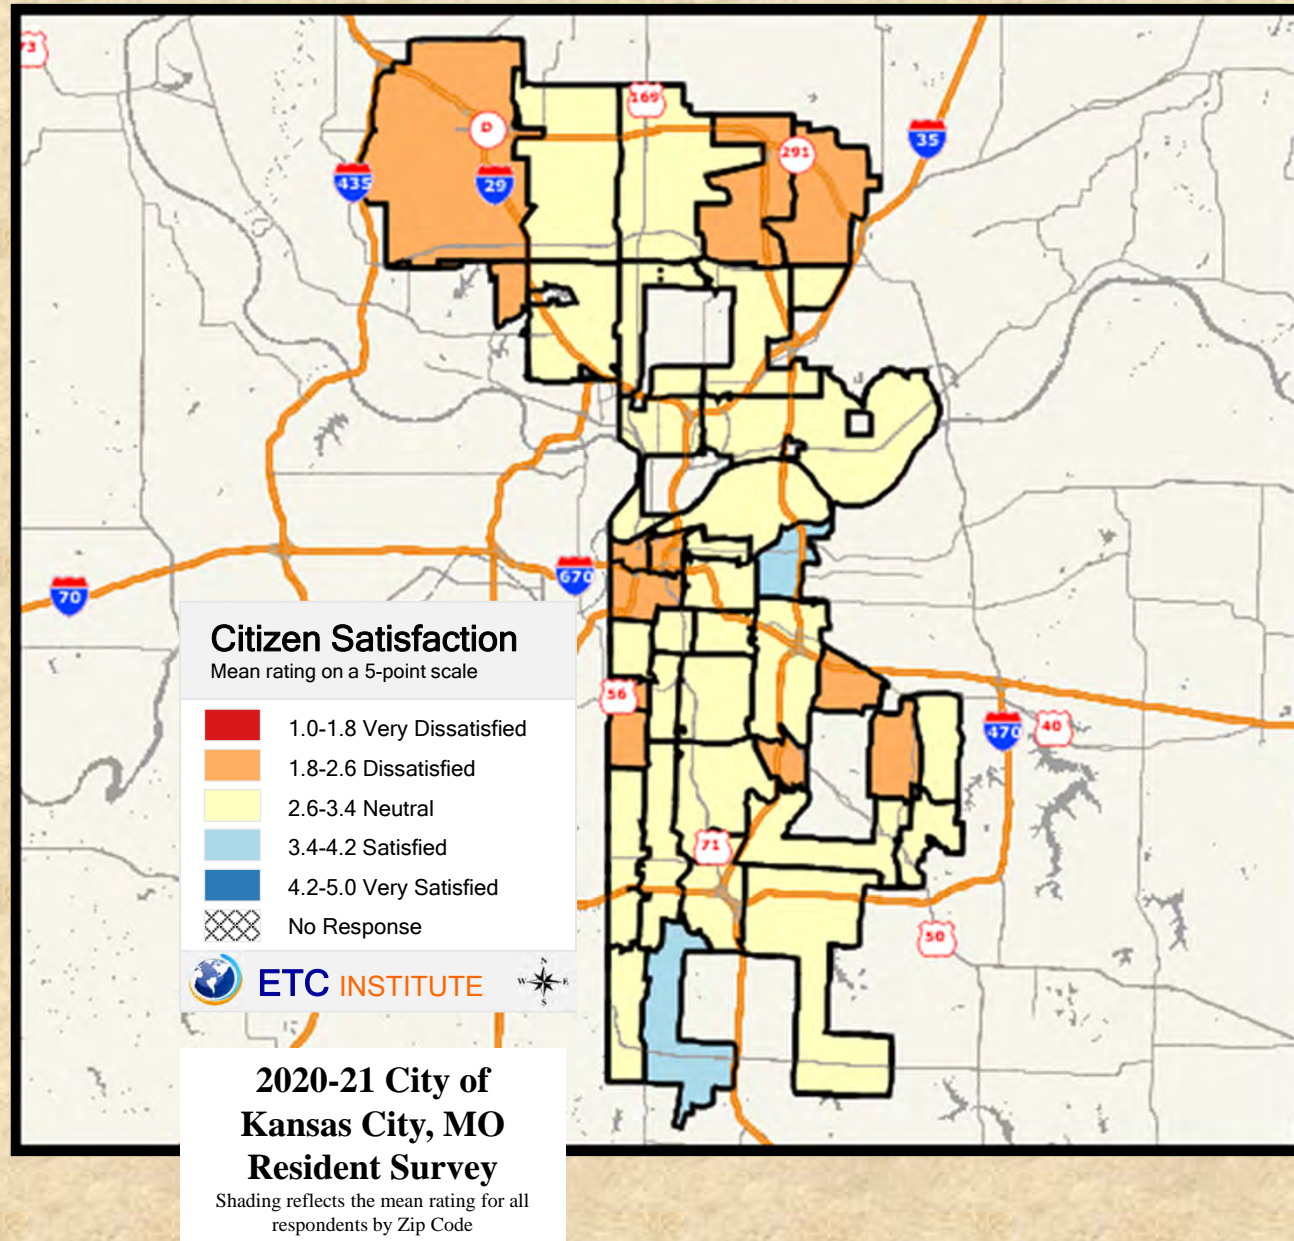 73
169
D
291
35
435
29
70
670
56
Citizen Satisfaction
Mean rating on a 5-point scale
1.0-1.8 Very Dissatisfied
1.8-2.6 Dissatisfied
2.6-3.4 Neutral
3.4-4.2 Satisfied
4.2-5.0 Very Satisfied
No Response
470
40
71
50
ETC INSTITUTE
N
W E
S
2020-21 City of
Kansas City, MO
Resident Survey
Shading reflects the mean rating for all
respondents by Zip Code